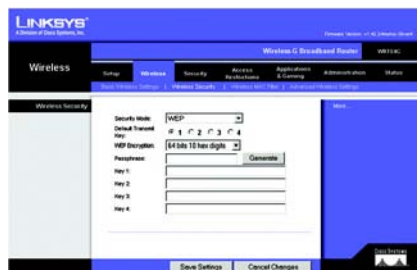 LINKSYS
A Division of Cisco Systems, Inc.
Wireless-G Broadband Router
Wireless
Setup
Wireless
Security
Access Restrictions
Applications & Gaming
Administration
Status
Basic Wireless Settings | Wireless Security | Wireless MAC Filter | Advanced Wireless Settings
Wireless Security
Security Mode: WEP
Default Transmit Key: 1 2 3 4
WEP Encryption: 64 bits 10 hex digits
Passphrase: Generate
Key 1:
Key 2:
Key 3:
Key 4:
More...
Save Settings
Cancel Changes
CISCO SYSTEMS